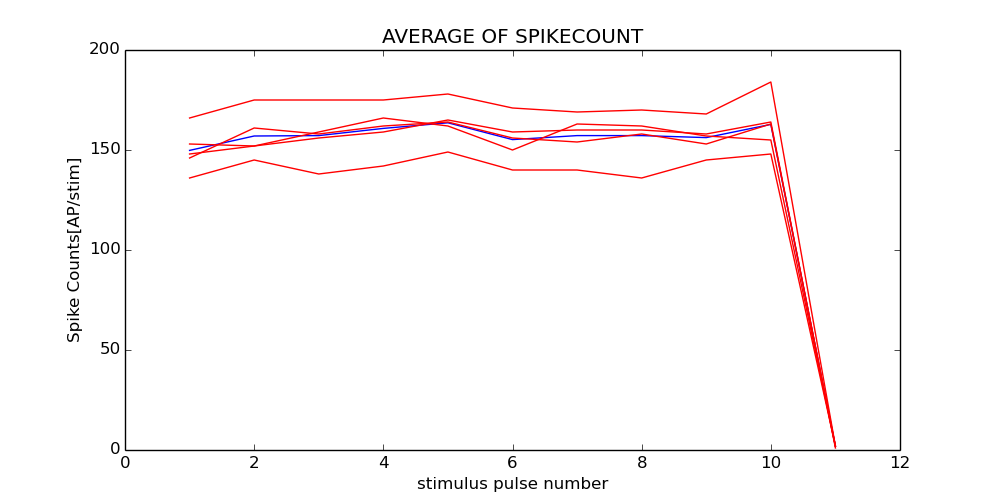 AVERAGE OF SPIKECOUNT
200
150
100
50
0
Spike Counts[AP/stim]
0 2 4 6 8 10 12
stimulus pulse number